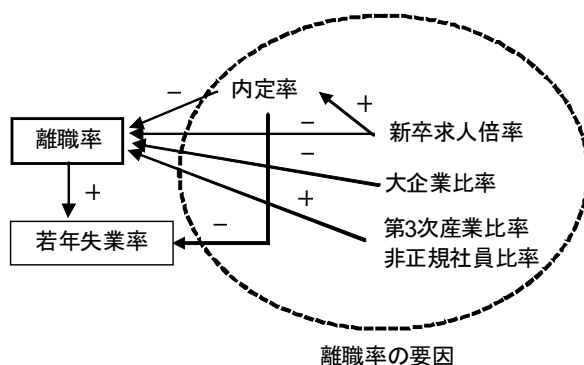 －
内定率
＋
新卒求人倍率
－
離職率
－
大企業比率
＋
＋
第3次産業比率
非正規社員比率
若年失業率
－
離職率の要因